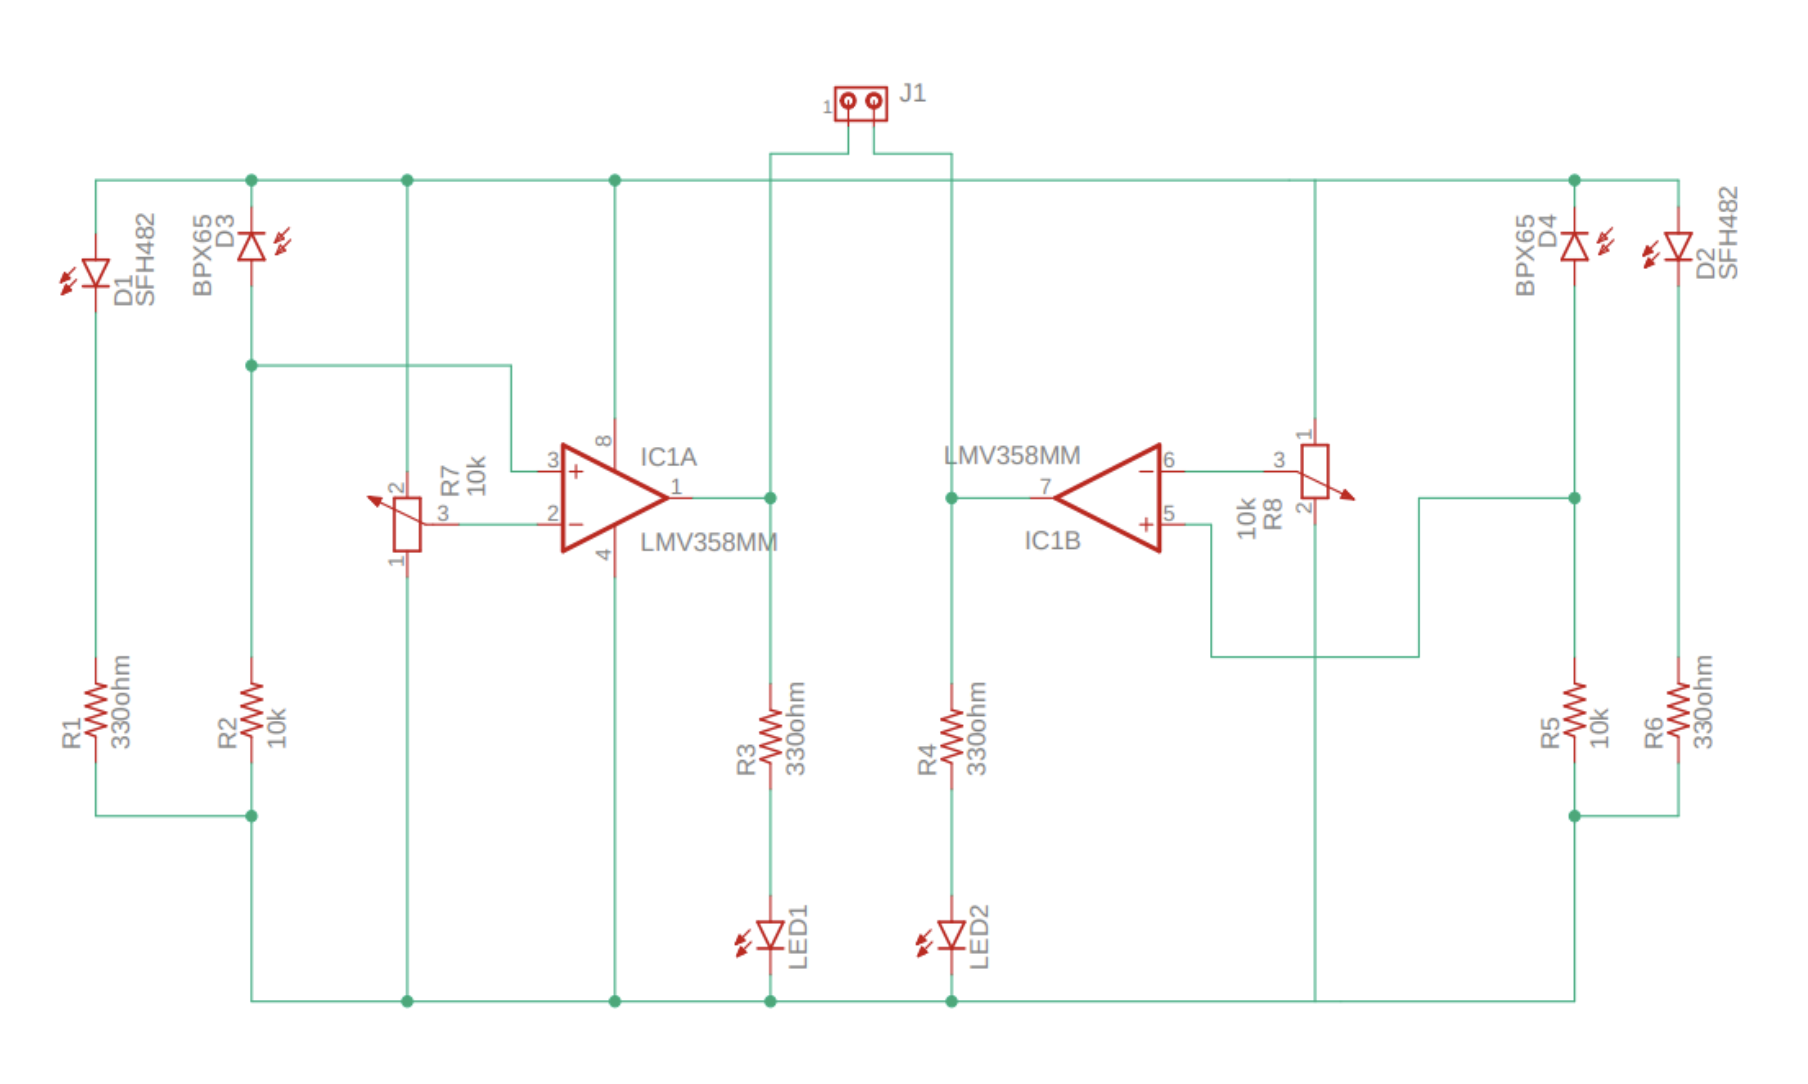 J1
1
D1
SFH482
BPX65
D3
BPX65
D4
D2
SFH482
R7
10k
2
3
1
3
2
8
4
1
+
−
IC1A
LMV358MM
LMV358MM
IC1B
7
6
5
−
+
3
1
2
10k
R8
R1
330ohm
R2
10k
R3
330ohm
R4
330ohm
R5
10k
R6
330ohm
LED1
LED2